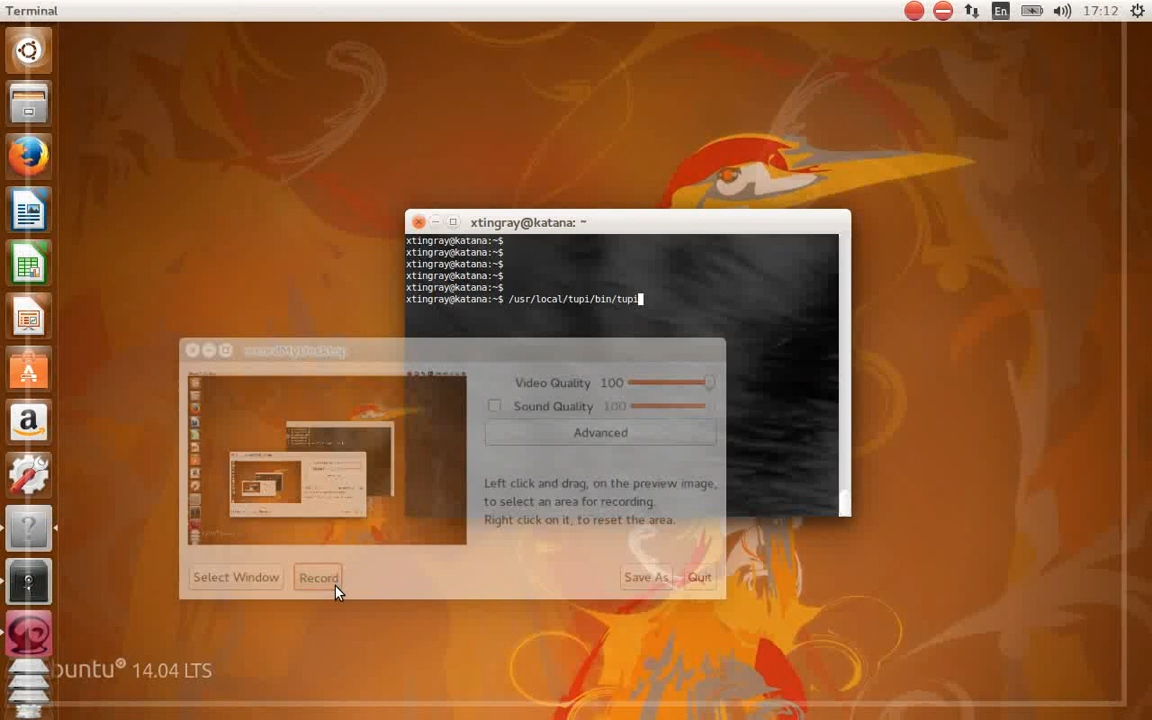 Terminal
En
17:12
xtingray@katana: ~
xtingray@katana:~$
xtingray@katana:~$
xtingray@katana:~$
xtingray@katana:~$
xtingray@katana:~$
xtingray@katana:~$ /usr/local/tupi/bin/tupi
recordMyDesktop
Video Quality 100
Sound Quality 100
Advanced
Left click and drag, on the preview image,
to select an area for recording.
Right click on it, to reset the area.
Select Window
Record
Save As
Quit
buntu 14.04 LTS